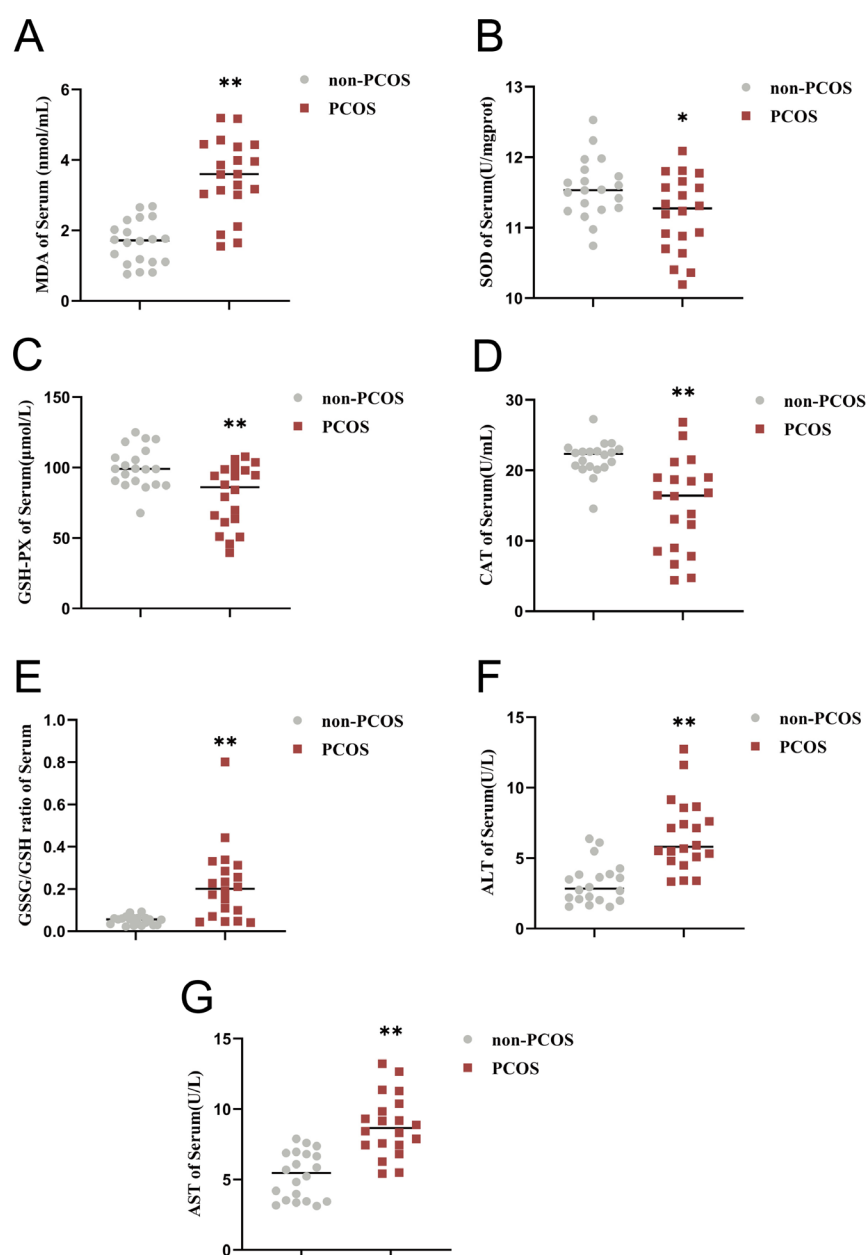 A
MDA of Serum (nmol/mL)
6
4
2
0
**
non-PCOS
PCOS
B
SOD of Serum(U/mgprot)
13
12
11
10
*
non-PCOS
PCOS
C
GSH-PX of Serum(μmol/L)
150
100
50
0
**
non-PCOS
PCOS
D
CAT of Serum(U/mL)
30
20
10
0
**
non-PCOS
PCOS
E
GSSG/GSH ratio of Serum
1.0
0.8
0.6
0.4
0.2
0.0
**
non-PCOS
PCOS
F
ALT of Serum(U/L)
15
10
5
0
**
non-PCOS
PCOS
G
AST of Serum(U/L)
15
10
5
0
**
non-PCOS
PCOS